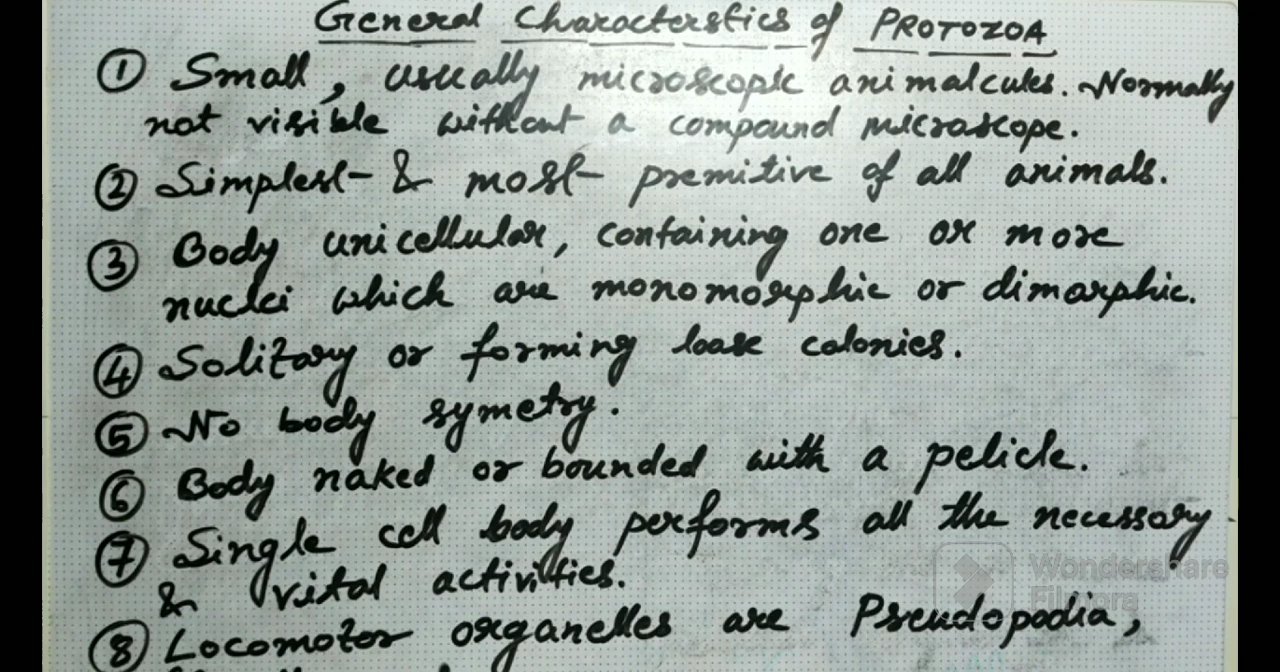 General Characterstics of PROTOZOA
① Small, usually microscopic animalcules. Normally
not visible without a compound microscope.
② Simplest & most premitive of all animals.
③ Body unicellular, containing one or more
nuclei which are monomorphic or dimorphic.
④ Solitary or forming loose colonies.
⑤ No body symetry.
⑥ Body naked or bounded with a pelicle.
⑦ Single cell body performs all the necessory
& vital activities.
⑧ Locomotor organelles are Pseudopodia,
Wondershare
Filmora